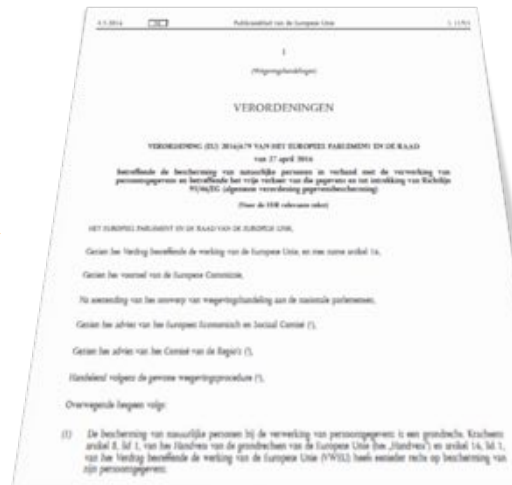 4.5.2016 NL Publicatieblad van de Europese Unie L 119/1
I
(Wetgevingshandelingen)
VERORDENINGEN
VERORDENING (EU) 2016/679 VAN HET EUROPEES PARLEMENT EN DE RAAD
van 27 april 2016
betreffende de bescherming van natuurlijke personen in verband met de verwerking van
persoonsgegevens en betreffende het vrije verkeer van die gegevens en tot intrekking van Richtlijn
95/46/EG (algemene verordening gegevensbescherming)
(Voor de EER relevante tekst)
HET EUROPEES PARLEMENT EN DE RAAD VAN DE EUROPESE UNIE,
Gezien het Verdrag betreffende de werking van de Europese Unie, en met name artikel 16,
Gezien het voorstel van de Europese Commissie,
Na toezending van het ontwerp van wetgevingshandeling aan de nationale parlementen,
Gezien het advies van het Europees Economisch en Sociaal Comité (¹),
Gezien het advies van het Comité van de Regio's (²),
Handelend volgens de gewone wetgevingsprocedure (³),
Overwegende hetgeen volgt:
(1) De bescherming van natuurlijke personen bij de verwerking van persoonsgegevens is een grondrecht. Krachtens
artikel 8, lid 1, van het Handvest van de grondrechten van de Europese Unie (het „Handvest") en artikel 16, lid 1,
van het Verdrag betreffende de werking van de Europese Unie (VWEU) heeft eenieder recht op bescherming van
zijn persoonsgegevens.